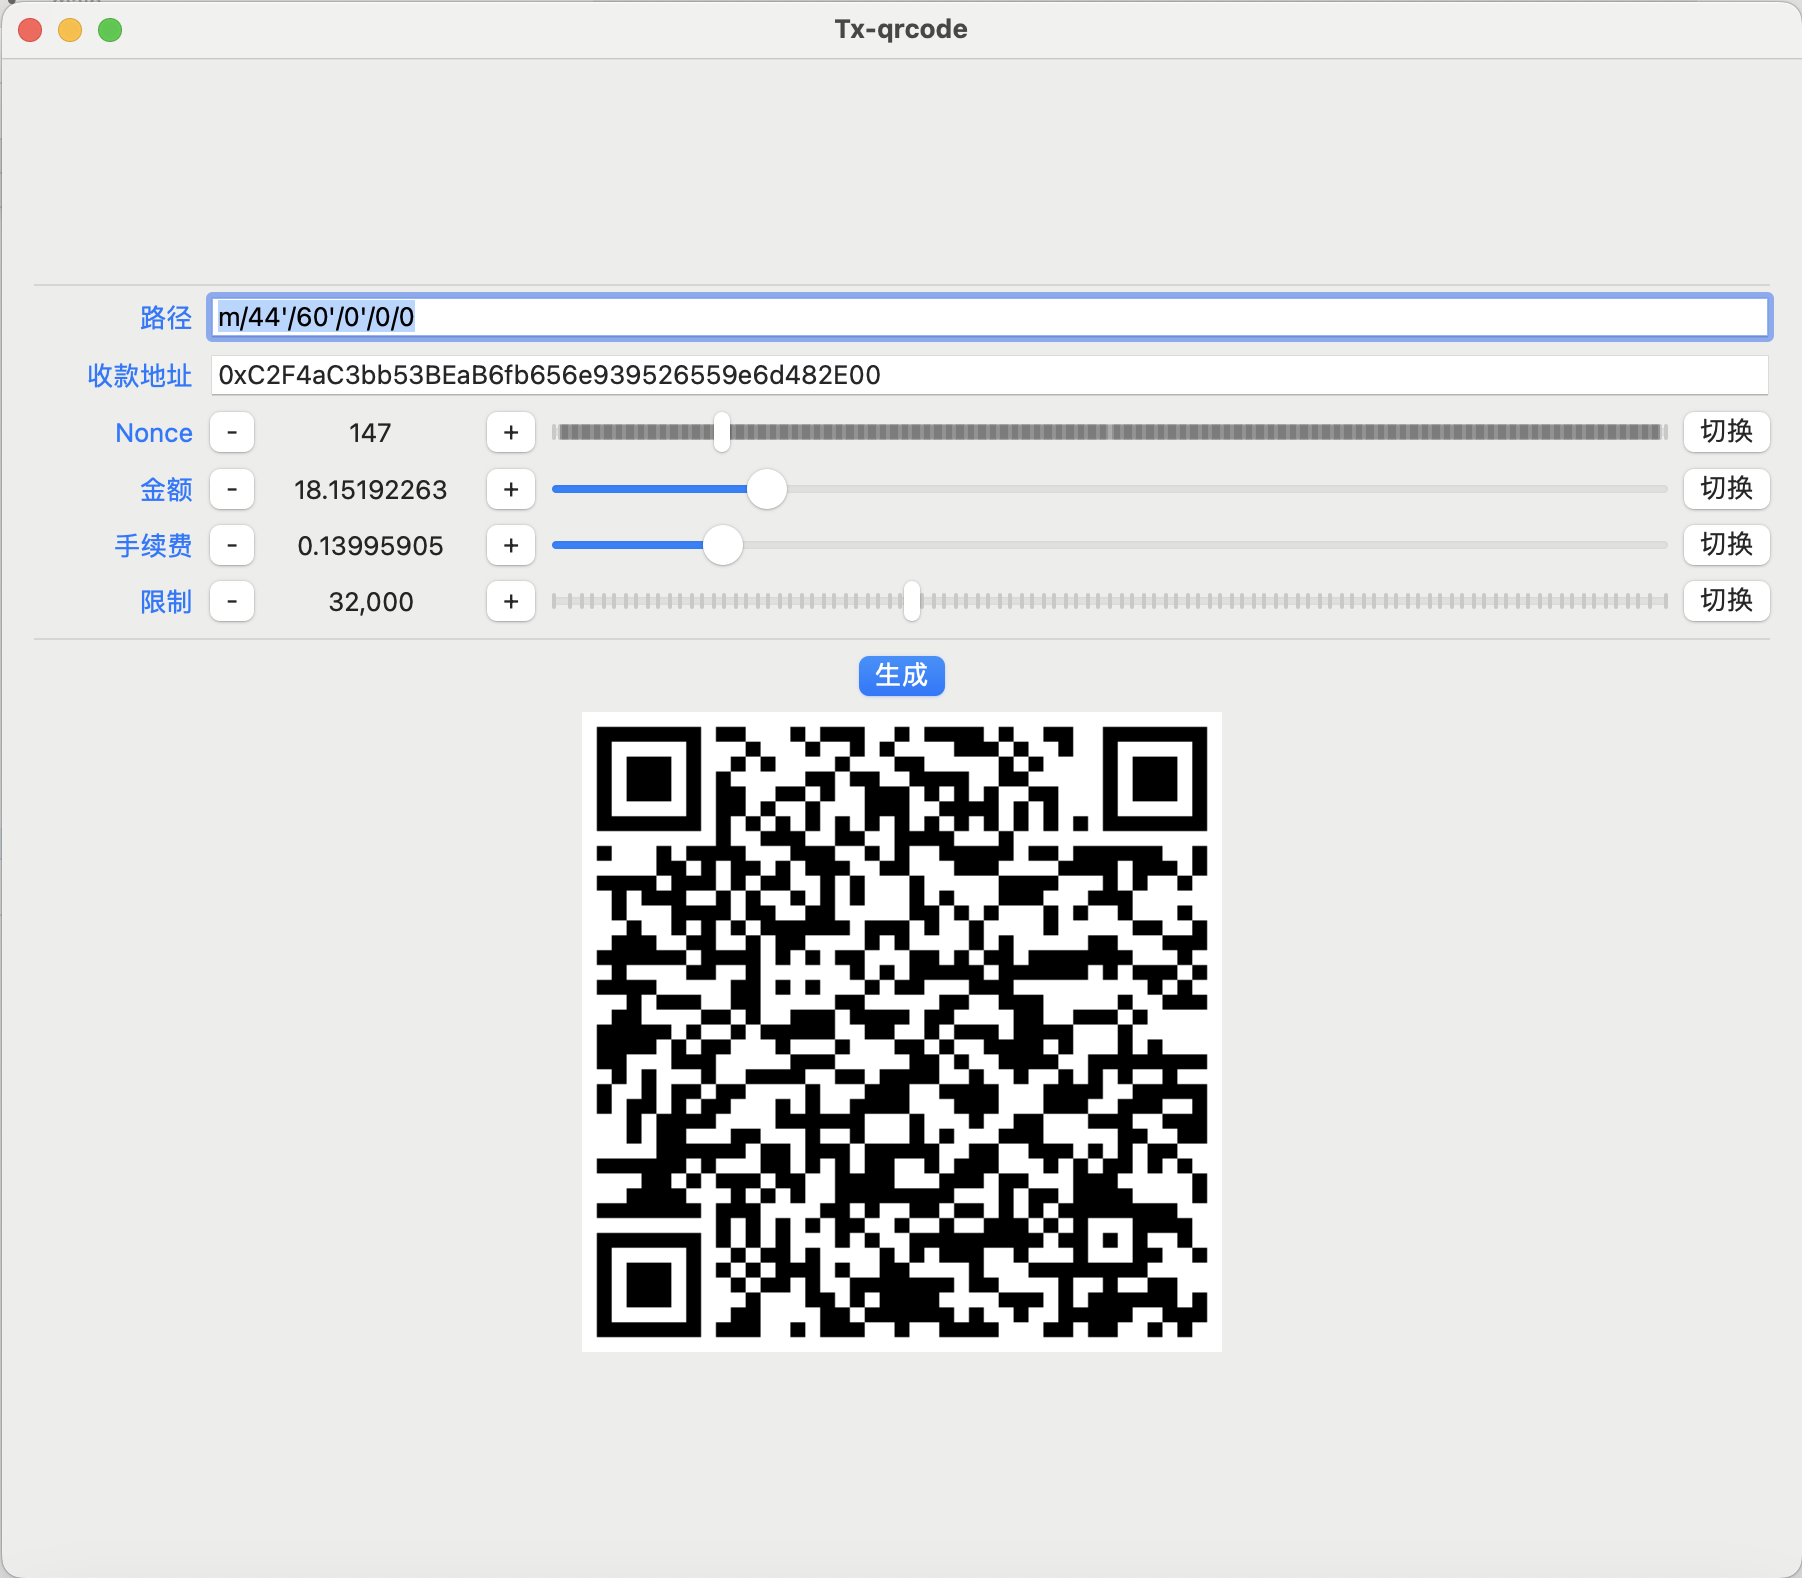 Tx-qrcode
路径 m/44'/60'/0'/0/0
收款地址 0xC2F4aC3bb53BEaB6fb656e939526559e6d482E00
Nonce - 147 + 切换
金额 - 18.15192263 + 切换
手续费 - 0.13995905 + 切换
限制 - 32,000 + 切换
生成